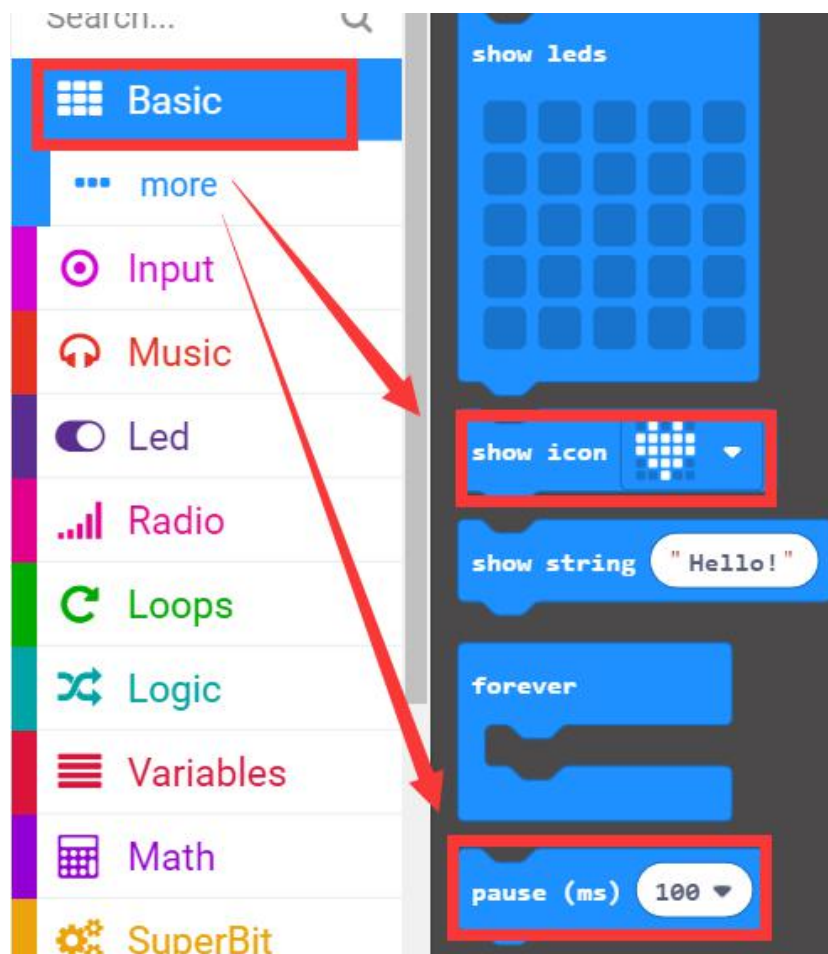 Search...
Basic
more
Input
Music
Led
Radio
Loops
Logic
Variables
Math
SuperBit
show leds
show icon
show string "Hello!"
forever
pause (ms) 100